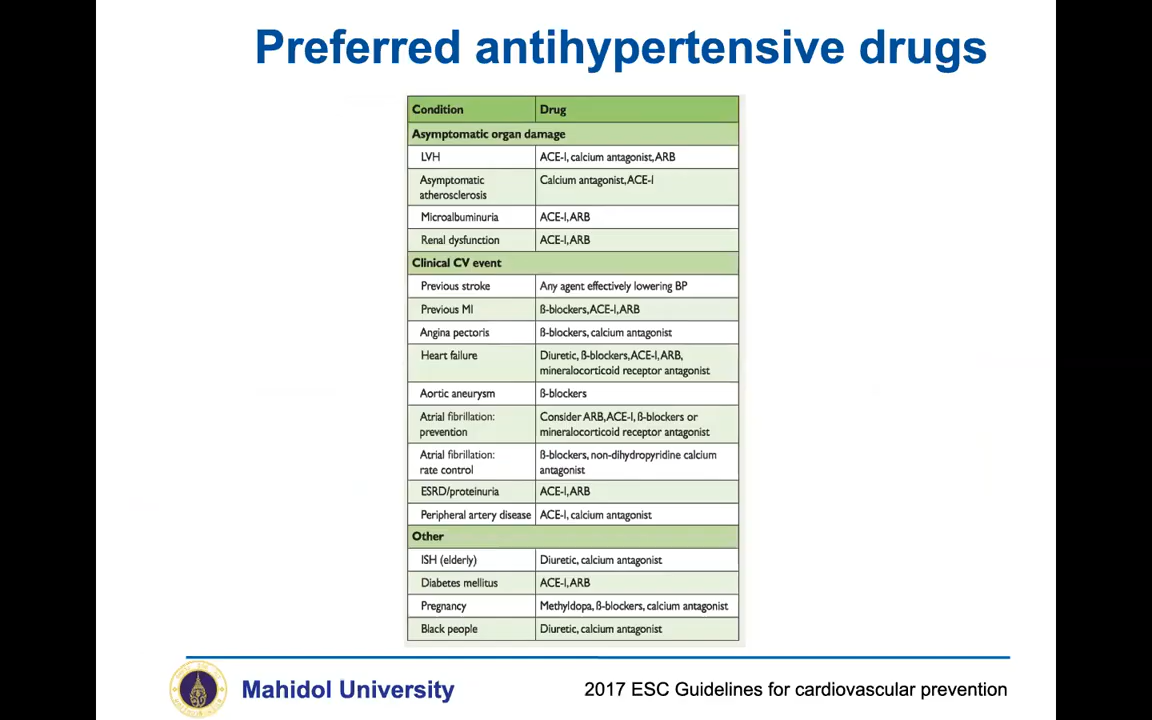 Preferred antihypertensive drugs
Condition Drug
Asymptomatic organ damage
LVH ACE-I, calcium antagonist, ARB
Asymptomatic Calcium antagonist, ACE-I
atherosclerosis
Microalbuminuria ACE-I, ARB
Renal dysfunction ACE-I, ARB
Clinical CV event
Previous stroke Any agent effectively lowering BP
Previous MI ß-blockers, ACE-I, ARB
Angina pectoris ß-blockers, calcium antagonist
Heart failure Diuretic, ß-blockers, ACE-I, ARB,
mineralocorticoid receptor antagonist
Aortic aneurysm ß-blockers
Atrial fibrillation: Consider ARB, ACE-I, ß-blockers or
prevention mineralocorticoid receptor antagonist
Atrial fibrillation: ß-blockers, non-dihydropyridine calcium
rate control antagonist
ESRD/proteinuria ACE-I, ARB
Peripheral artery disease ACE-I, calcium antagonist
Other
ISH (elderly) Diuretic, calcium antagonist
Diabetes mellitus ACE-I, ARB
Pregnancy Methyldopa, ß-blockers, calcium antagonist
Black people Diuretic, calcium antagonist
Mahidol University
2017 ESC Guidelines for cardiovascular prevention